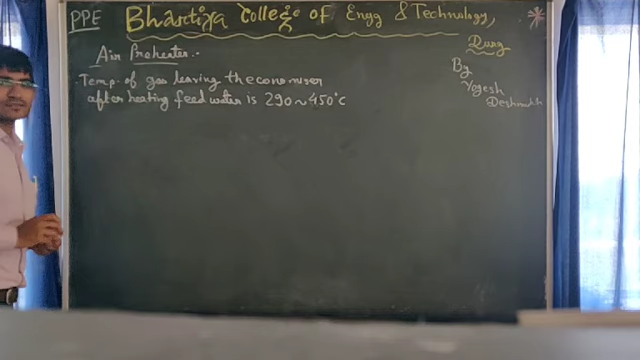 PPE Bhartiya College of Engg & Technology,
Durg
Air Preheater :-
By
Temp. of gas leaving the economiser
Yogesh
after heating feed water is 290 ~ 450°C
Deshmukh